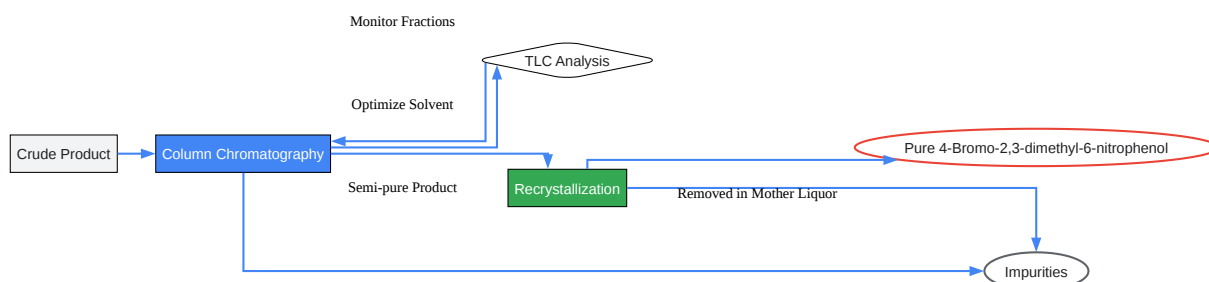 Monitor Fractions
TLC Analysis
Optimize Solvent
Crude Product
Column Chromatography
Pure 4-Bromo-2,3-dimethyl-6-nitrophenol
Semi-pure Product
Recrystallization
Removed in Mother Liquor
Impurities